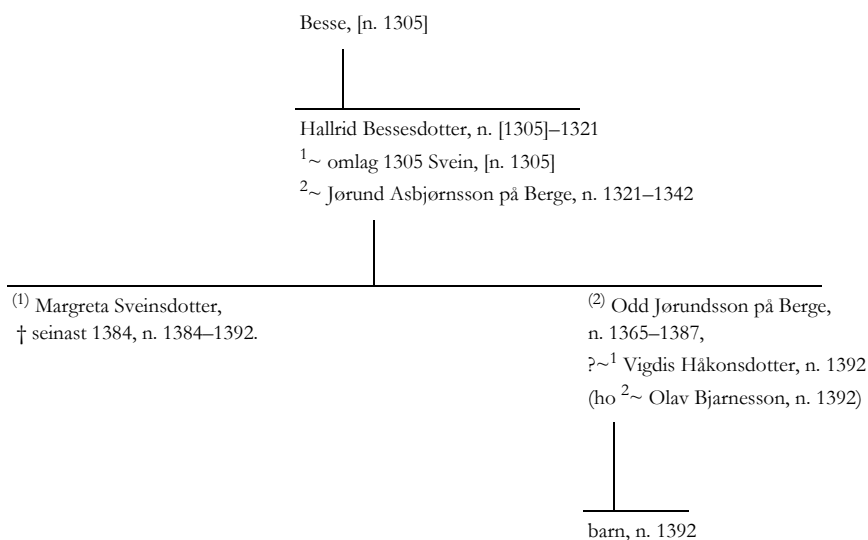 Besse, [n. 1305]
Hallrid Bessesdotter, n. [1305]–1321
1~ omlag 1305 Svein, [n. 1305]
2~ Jørund Asbjørnsson på Berge, n. 1321–1342
(1) Margreta Sveinsdotter,
† seinast 1384, n. 1384–1392.
(2) Odd Jørundsson på Berge,
n. 1365–1387,
?~1 Vigdis Håkonsdotter, n. 1392
(ho 2~ Olav Bjarnesson, n. 1392)
barn, n. 1392